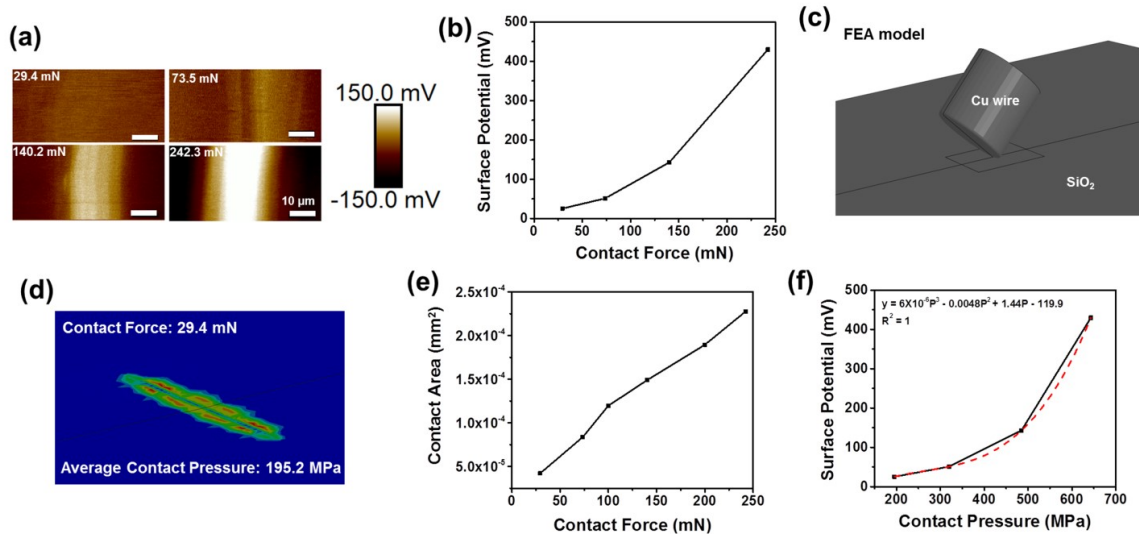 (a)
29.4 mN
73.5 mN
140.2 mN
242.3 mN
10 μm
150.0 mV
-150.0 mV
(b)
500
400
300
200
100
0
Surface Potential (mV)
0 50 100 150 200 250
Contact Force (mN)
(c)
FEA model
Cu wire
SiO₂
(d)
Contact Force: 29.4 mN
Average Contact Pressure: 195.2 MPa
(e)
2.5x10⁻⁴
2.0x10⁻⁴
1.5x10⁻⁴
1.0x10⁻⁴
5.0x10⁻⁵
Contact Area (mm²)
0 50 100 150 200 250
Contact Force (mN)
(f)
y = 6X10⁻⁶P³ - 0.0048P² + 1.44P - 119.9
R² = 1
500
400
300
200
100
0
Surface Potential (mV)
200 300 400 500 600 700
Contact Pressure (MPa)